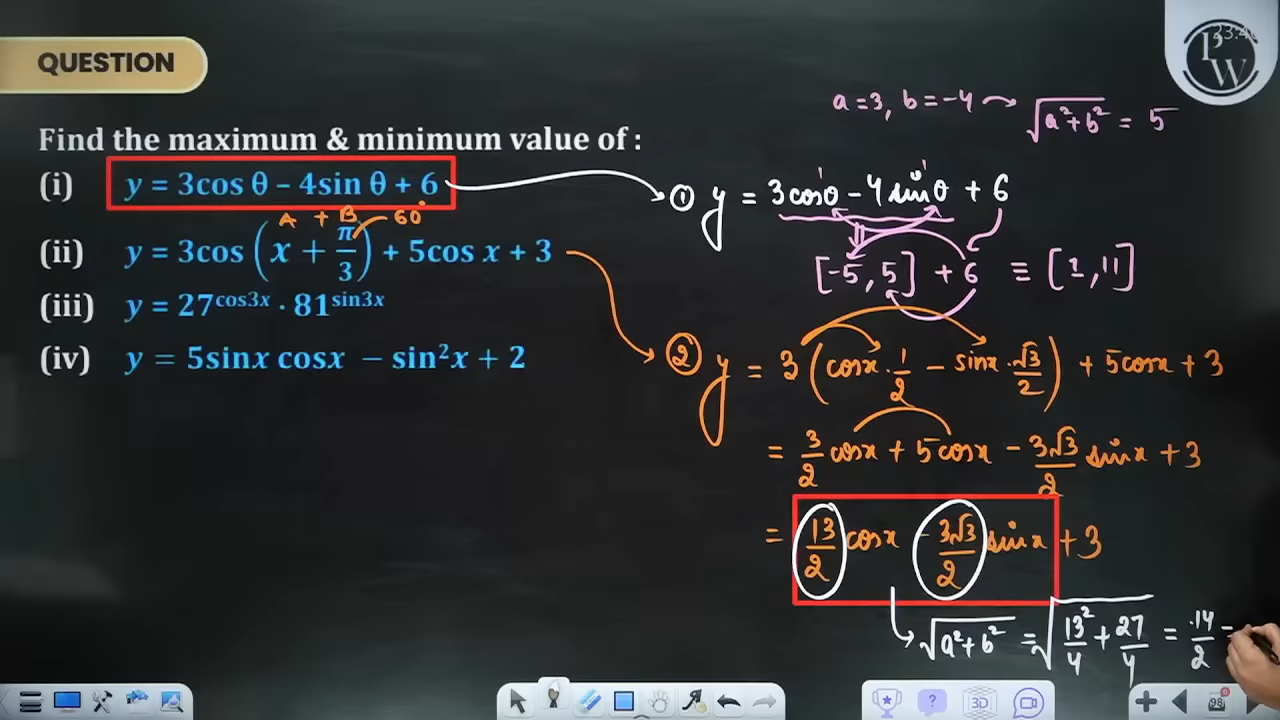 QUESTION
Find the maximum & minimum value of :
(i) y = 3cos θ – 4sin θ + 6
A + B 60°
(ii) y = 3cos (x + π/3) + 5cos x + 3
(iii) y = 27^cos3x · 81^sin3x
(iv) y = 5sinx cosx – sin²x + 2
PW
a = 3, b = -4 → √(a²+b²) = 5
① y = 3cosθ - 4sinθ + 6
[-5, 5] + 6 ≡ [1, 11]
② y = 3(cosx · 1/2 - sinx · √3/2) + 5cosx + 3
= 3/2 cosx + 5cosx - 3√3/2 sinx + 3
= 13/2 cosx - 3√3/2 sinx + 3
→ √(a²+b²) = √(13²/4 + 27/4) = 14/2 =
3D
98